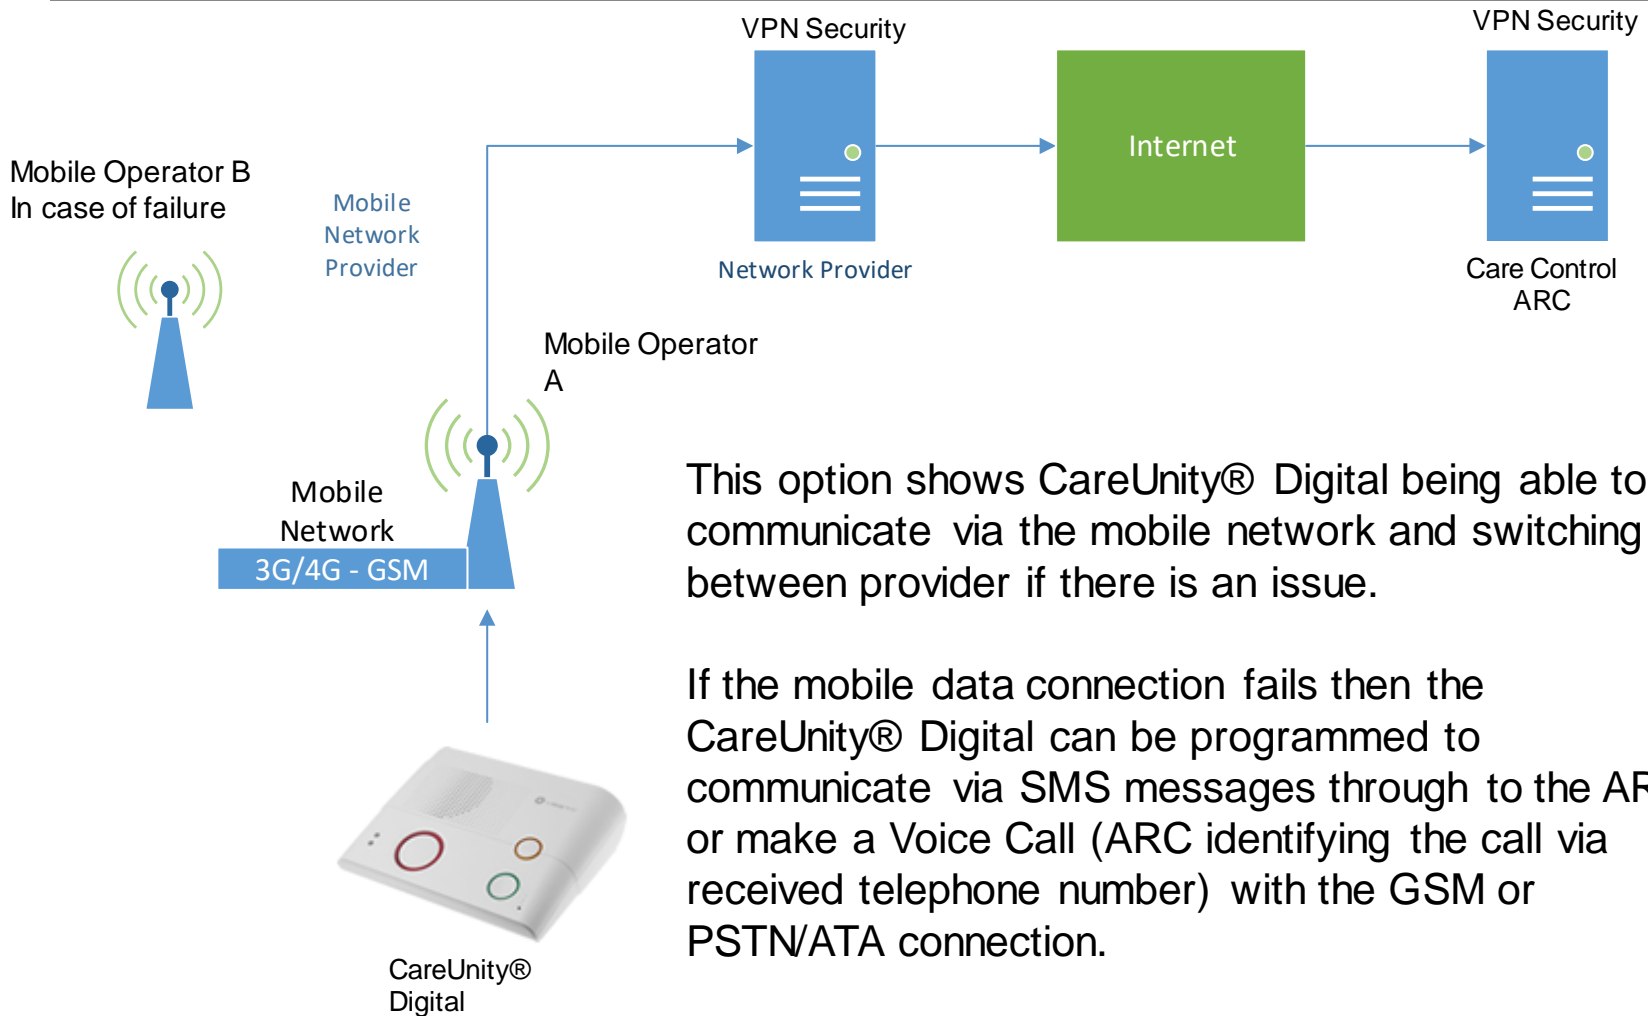 VPN Security
VPN Security
Internet
Mobile Operator B
In case of failure
Mobile
Network
Provider
Network Provider
Care Control
ARC
Mobile Operator
A
Mobile
Network
3G/4G - GSM
This option shows CareUnity® Digital being able to
communicate via the mobile network and switching
between provider if there is an issue.
If the mobile data connection fails then the
CareUnity® Digital can be programmed to
communicate via SMS messages through to the
or make a Voice Call (ARC identifying the call via
received telephone number) with the GSM or
PSTN/ATA connection.
CareUnity®
Digital